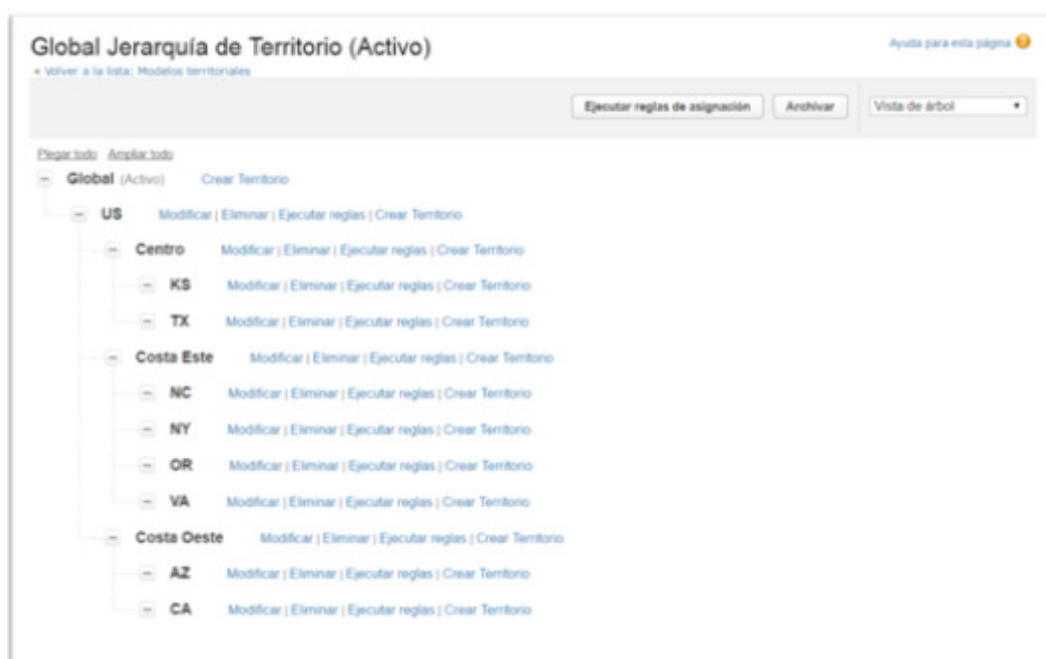 Global Jerarquía de Territorio (Activo)
Ayuda para esta página ?
« Volver a la lista: Modelos territoriales
Ejecutar reglas de asignación Archivar Vista de árbol
Plegar todo Ampliar todo
Global (Activo) Crear Territorio
US Modificar | Eliminar | Ejecutar reglas | Crear Territorio
Centro Modificar | Eliminar | Ejecutar reglas | Crear Territorio
KS Modificar | Eliminar | Ejecutar reglas | Crear Territorio
TX Modificar | Eliminar | Ejecutar reglas | Crear Territorio
Costa Este Modificar | Eliminar | Ejecutar reglas | Crear Territorio
NC Modificar | Eliminar | Ejecutar reglas | Crear Territorio
NY Modificar | Eliminar | Ejecutar reglas | Crear Territorio
OR Modificar | Eliminar | Ejecutar reglas | Crear Territorio
VA Modificar | Eliminar | Ejecutar reglas | Crear Territorio
Costa Oeste Modificar | Eliminar | Ejecutar reglas | Crear Territorio
AZ Modificar | Eliminar | Ejecutar reglas | Crear Territorio
CA Modificar | Eliminar | Ejecutar reglas | Crear Territorio